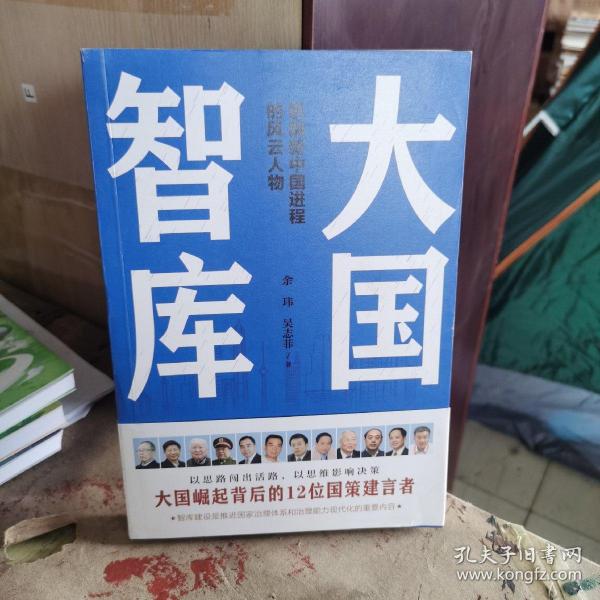 大国
智库
中国进程
的风云人物
余玮 吴志菲/著
以思路闯出活路，以思维影响决策
大国崛起背后的12位国策建言者
★智库建设是推进国家治理体系和治理能力现代化的重要内容★
孔夫子旧书网
www.kongfz.com